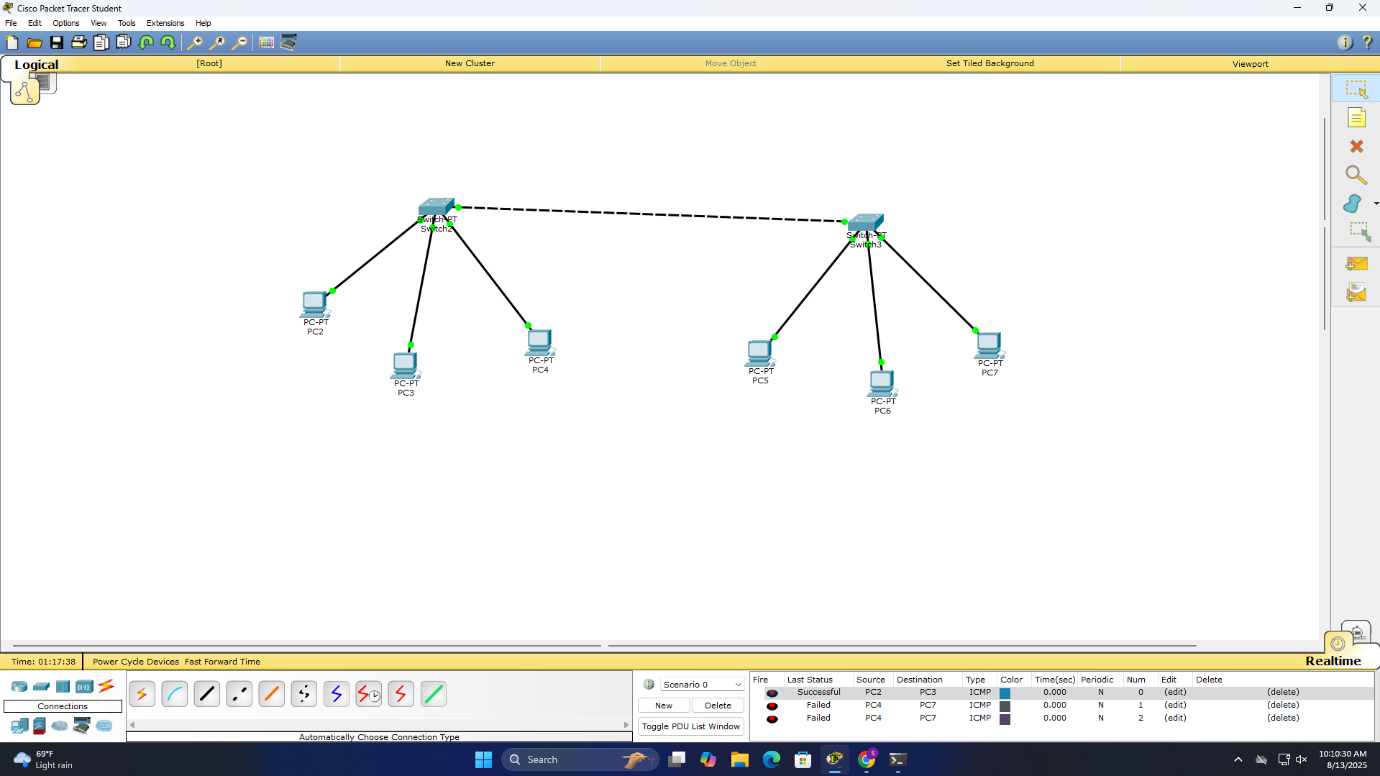 Cisco Packet Tracer Student
File Edit Options View Tools Extensions Help
Logical [Root] New Cluster Move Object Set Tiled Background Viewport
Switch-PT
Switch2
Switch-PT
Switch3
PC-PT
PC2
PC-PT
PC3
PC-PT
PC4
PC-PT
PC5
PC-PT
PC6
PC-PT
PC7
Time: 01:17:38 Power Cycle Devices Fast Forward Time
Realtime
Connections
Automatically Choose Connection Type
Scenario 0
New Delete
Toggle PDU List Window
Fire Last Status Source Destination Type Color Time(sec) Periodic Num Edit Delete
Successful PC2 PC3 ICMP 0.000 N 0 (edit) (delete)
Failed PC4 PC7 ICMP 0.000 N 1 (edit) (delete)
Failed PC4 PC7 ICMP 0.000 N 2 (edit) (delete)
69°F
Light rain
Search
S
10:10:30 AM
8/13/2025